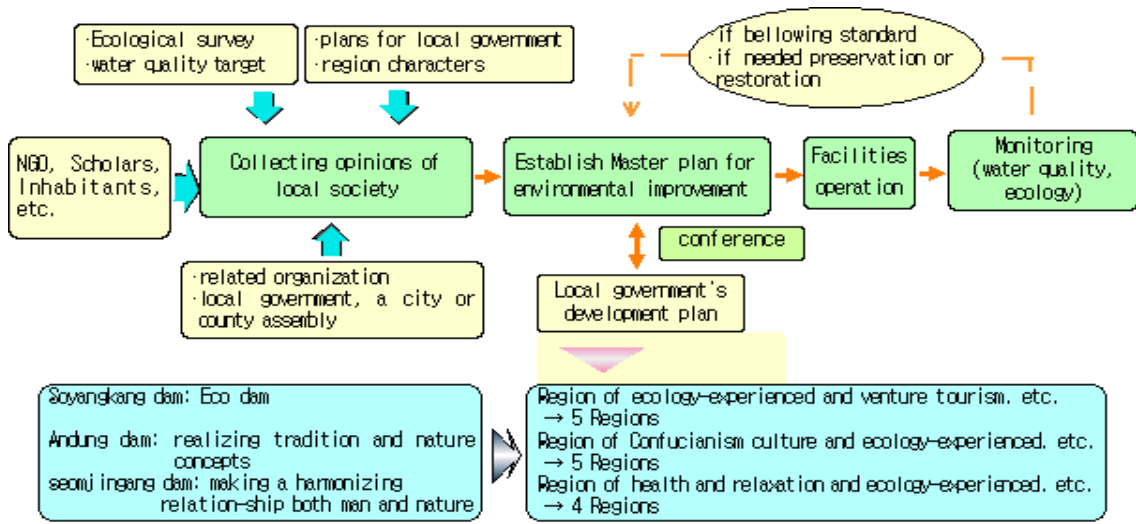 ·Ecological survey
·water quality target
·plans for local government
·region characters
·if bellowing standard
·if needed preservation or
restoration
NGO, Scholars,
Inhabitants,
etc.
Collecting opinions of
local society
Establish Master plan for
environmental improvement
Facilities
operation
Monitoring
(water quality,
ecology)
·related organization
·local government, a city or
county assembly
conference
Local government's
development plan
Soyangkang dam: Eco dam
Andung dam: realizing tradition and nature
concepts
seomjingang dam: making a harmonizing
relation-ship both man and nature
Region of ecology-experienced and venture tourism. etc.
→ 5 Regions
Region of Confucianism culture and ecology-experienced. etc.
→ 5 Regions
Region of health and relaxation and ecology-experienced. etc.
→ 4 Regions